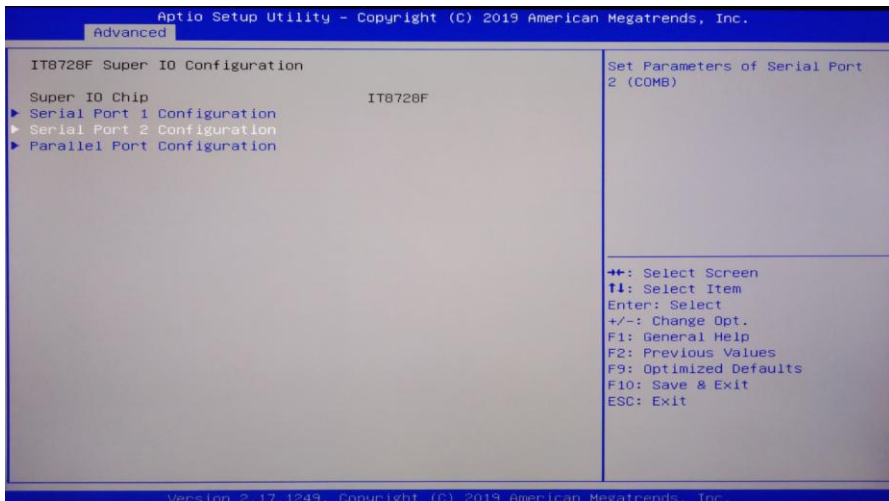 Aptio Setup Utility – Copyright (C) 2019 American Megatrends, Inc.
Advanced
IT8728F Super IO Configuration
Super IO Chip IT8728F
Serial Port 1 Configuration
Serial Port 2 Configuration
Parallel Port Configuration
Set Parameters of Serial Port
2 (COMB)
→←: Select Screen
↑↓: Select Item
Enter: Select
+/-: Change Opt.
F1: General Help
F2: Previous Values
F9: Optimized Defaults
F10: Save & Exit
ESC: Exit
Version 2.17.1249. Copyright (C) 2019 American Megatrends, Inc.